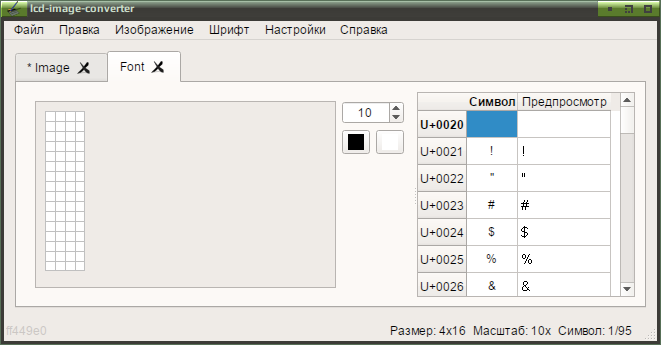 lcd-image-converter
Файл Правка Изображение Шрифт Настройки Справка
* Image Font
10
Символ Предпросмотр
U+0020
U+0021 ! !
U+0022 " "
U+0023 # #
U+0024 $ $
U+0025 % %
U+0026 & &
ff449e0 Размер: 4x16 Масштаб: 10x Символ: 1/95